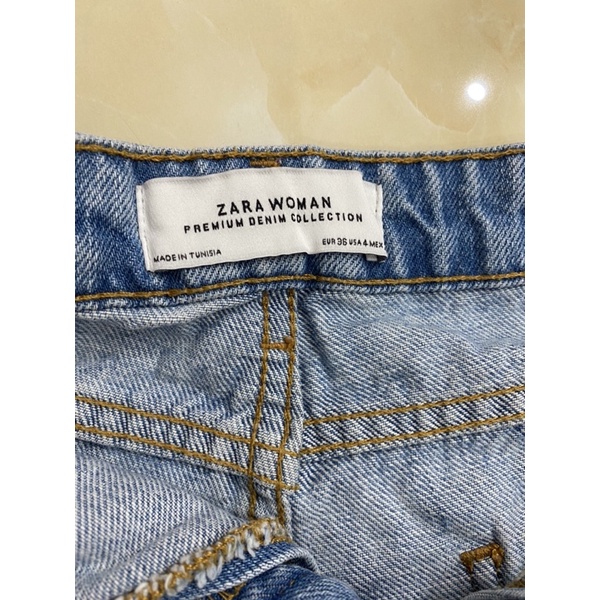 ZARA WOMAN
PREMIUM DENIM COLLECTION
MADE IN TUNISIA
EUR 36 USA 4 MEX